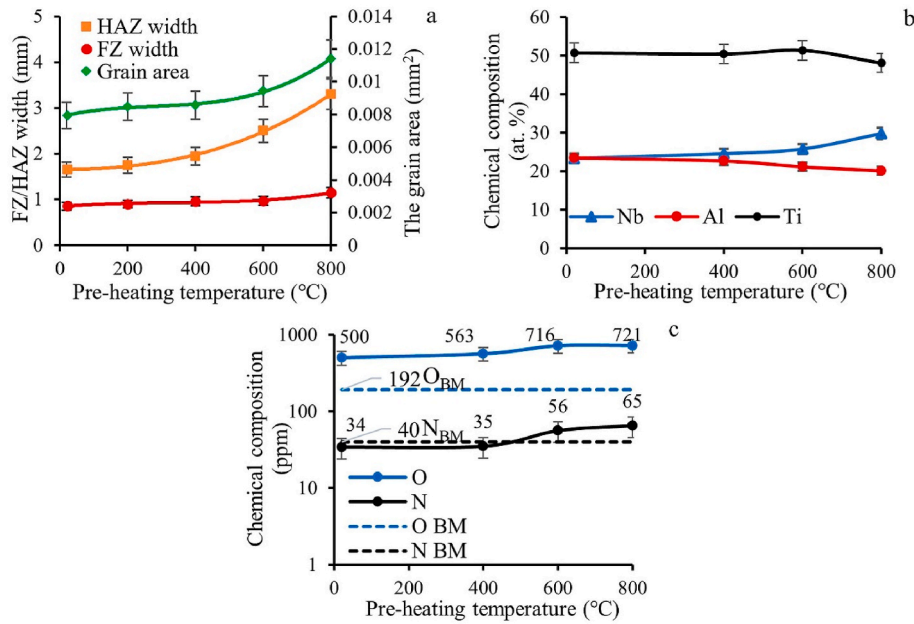 a
5
4
3
2
1
0
FZ/HAZ width (mm)
HAZ width
FZ width
Grain area
0.014
0.012
0.01
0.008
0.006
0.004
0.002
0
The grain area (mm²)
0 200 400 600 800
Pre-heating temperature (°C)
b
60
50
40
30
20
10
0
Chemical composition
(at. %)
Nb Al Ti
0 200 400 600 800
Pre-heating temperature (°C)
c
1000
100
10
1
Chemical composition
(ppm)
500 563 716 721
192O_BM
34 40N_BM 35 56 65
O
N
O BM
N BM
0 200 400 600 800
Pre-heating temperature (°C)